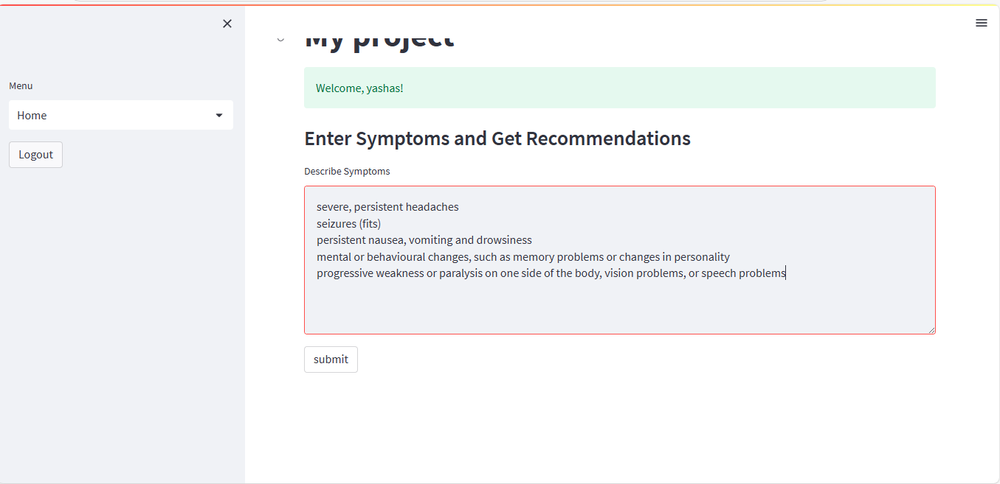 My project
Menu
Welcome, yashas!
Home
Enter Symptoms and Get Recommendations
Logout
Describe Symptoms
severe, persistent headaches
seizures (fits)
persistent nausea, vomiting and drowsiness
mental or behavioural changes, such as memory problems or changes in personality
progressive weakness or paralysis on one side of the body, vision problems, or speech problems
submit